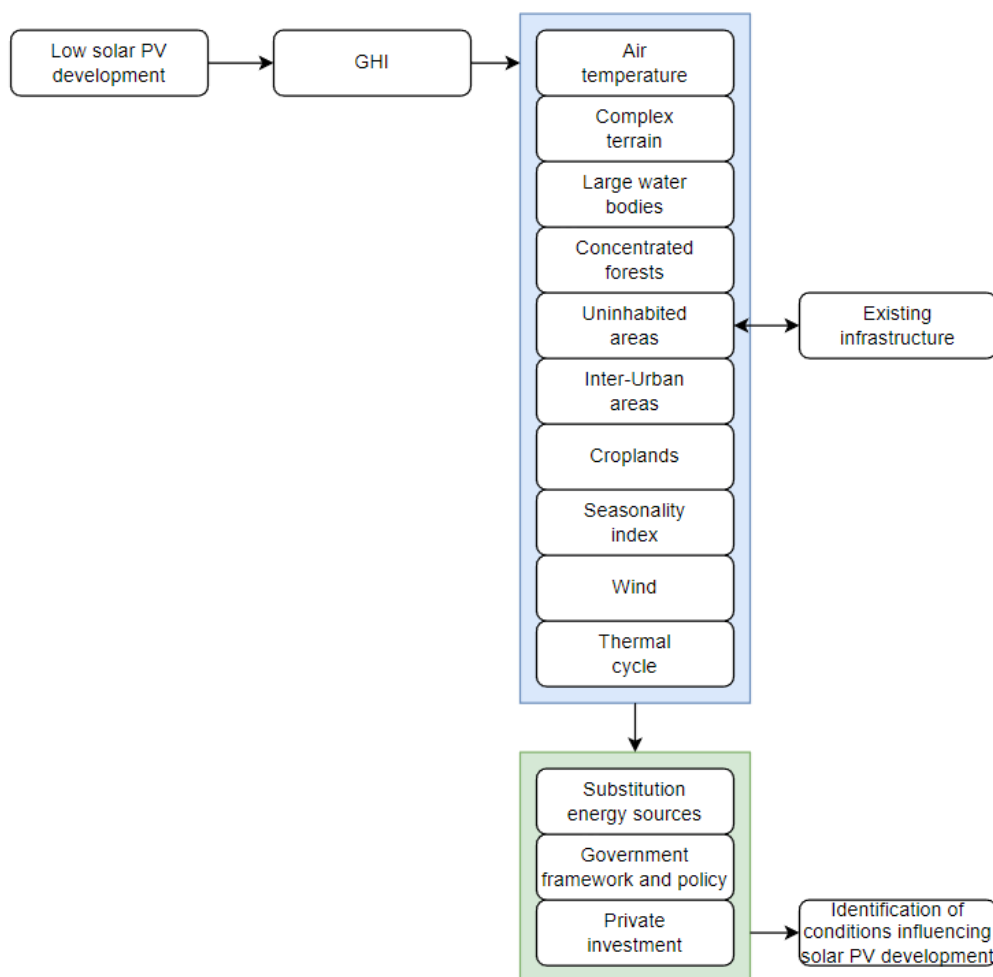 Low solar PV
development
GHI
Air
temperature
Complex
terrain
Large water
bodies
Concentrated
forests
Uninhabited
areas
Existing
infrastructure
Inter-Urban
areas
Croplands
Seasonality
index
Wind
Thermal
cycle
Substitution
energy sources
Government
framework and policy
Private
investment
Identification of
conditions influencing
solar PV development